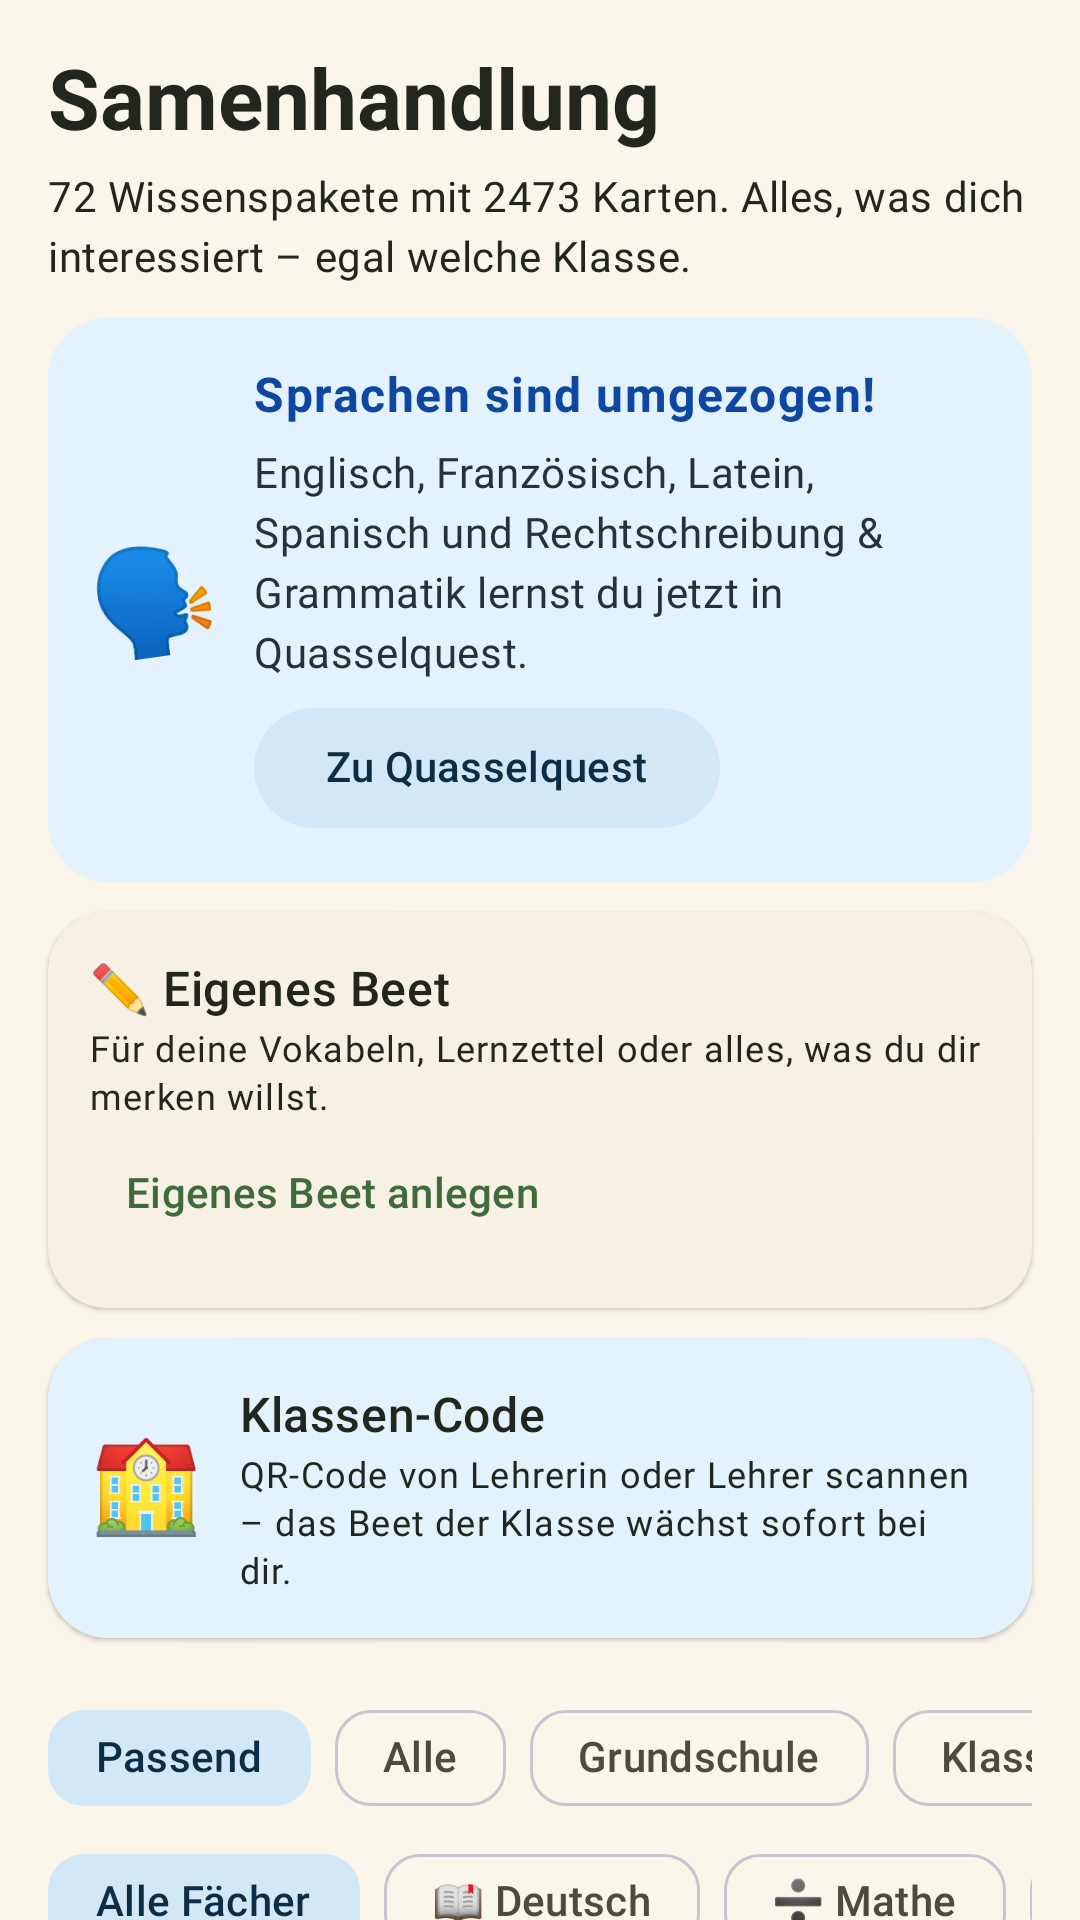 Samenhandlung
72 Wissenspakete mit 2473 Karten. Alles, was dich
interessiert – egal welche Klasse.
Sprachen sind umgezogen!
Englisch, Französisch, Latein,
Spanisch und Rechtschreibung &
Grammatik lernst du jetzt in
Quasselquest.
Zu Quasselquest
Eigenes Beet
Für deine Vokabeln, Lernzettel oder alles, was du dir
merken willst.
Eigenes Beet anlegen
Klassen-Code
QR-Code von Lehrerin oder Lehrer scannen
– das Beet der Klasse wächst sofort bei
dir.
Passend Alle Grundschule
Alle Fächer Deutsch Mathe